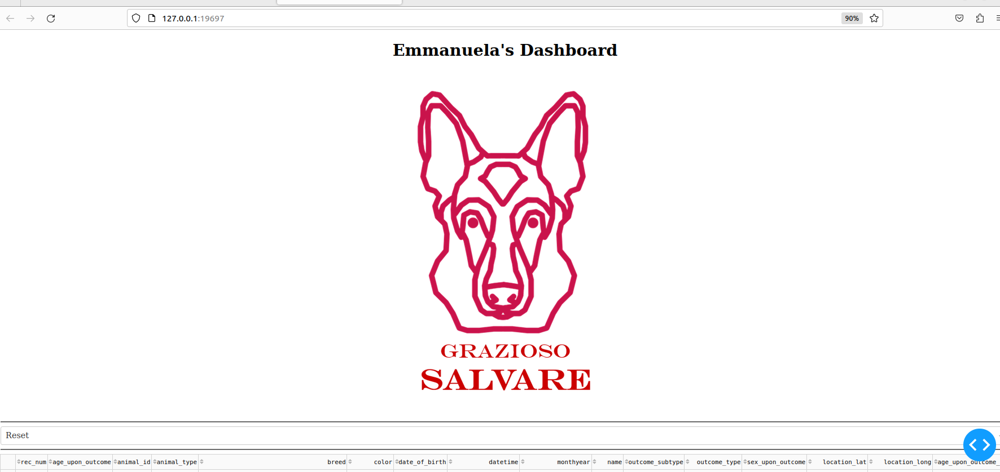 127.0.0.1:19697
90%
Emmanuela's Dashboard
GRAZIOSO
SALVARE
Reset
rec_num age_upon_outcome animal_id animal_type breed color date_of_birth datetime monthyear name outcome_subtype outcome_type sex_upon_outcome location_lat location_long age_upon_outcome_